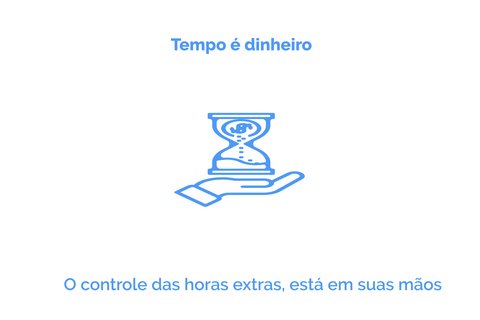 Tempo é dinheiro
O controle das horas extras, está em suas mãos